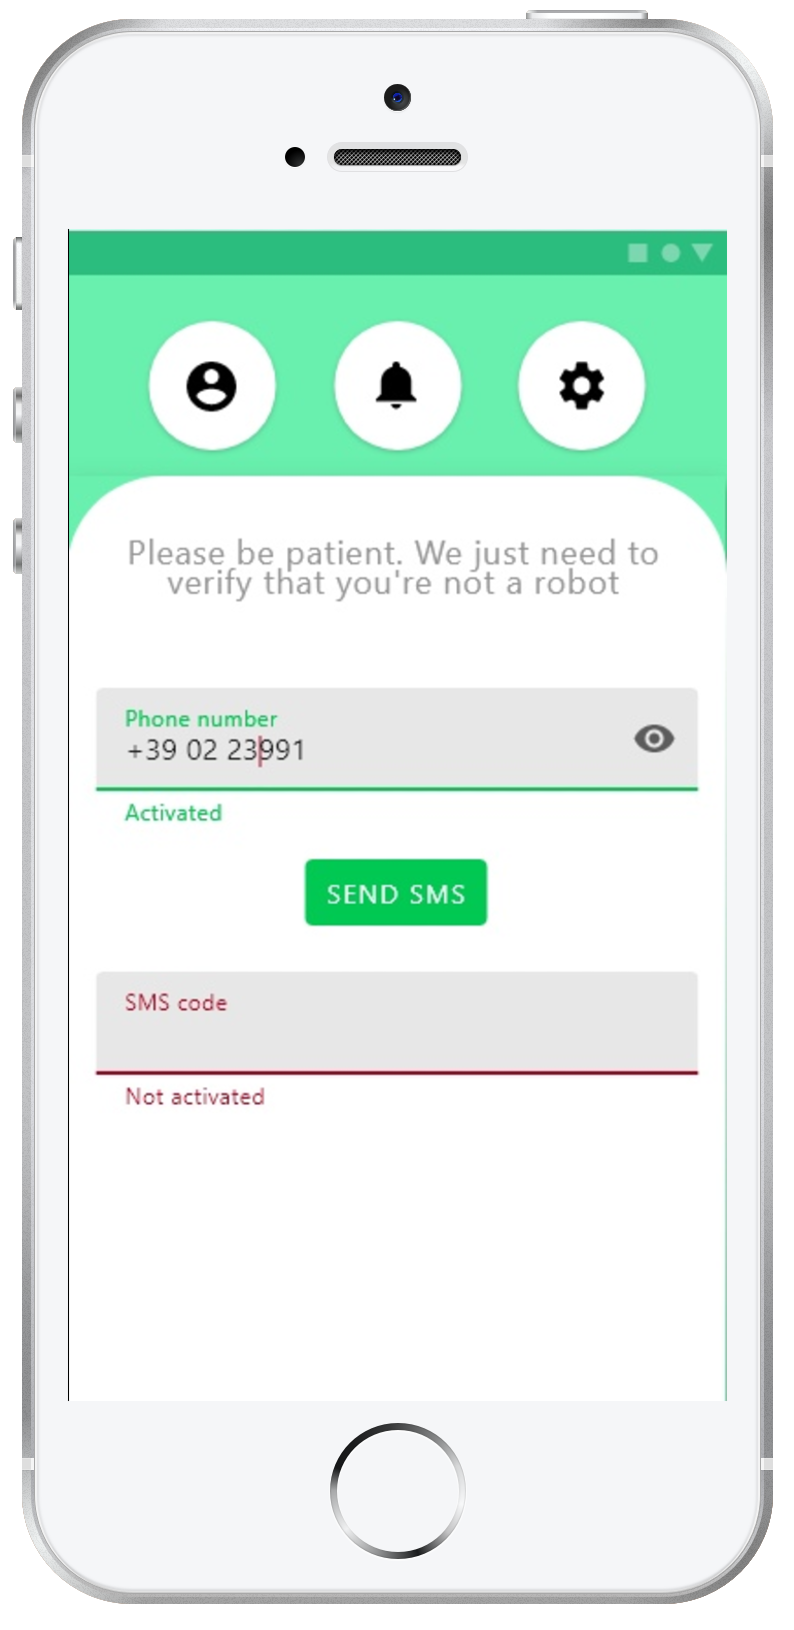 Please be patient. We just need to
verify that you're not a robot
Phone number
+39 02 23991
Activated
SEND SMS
SMS code
Not activated